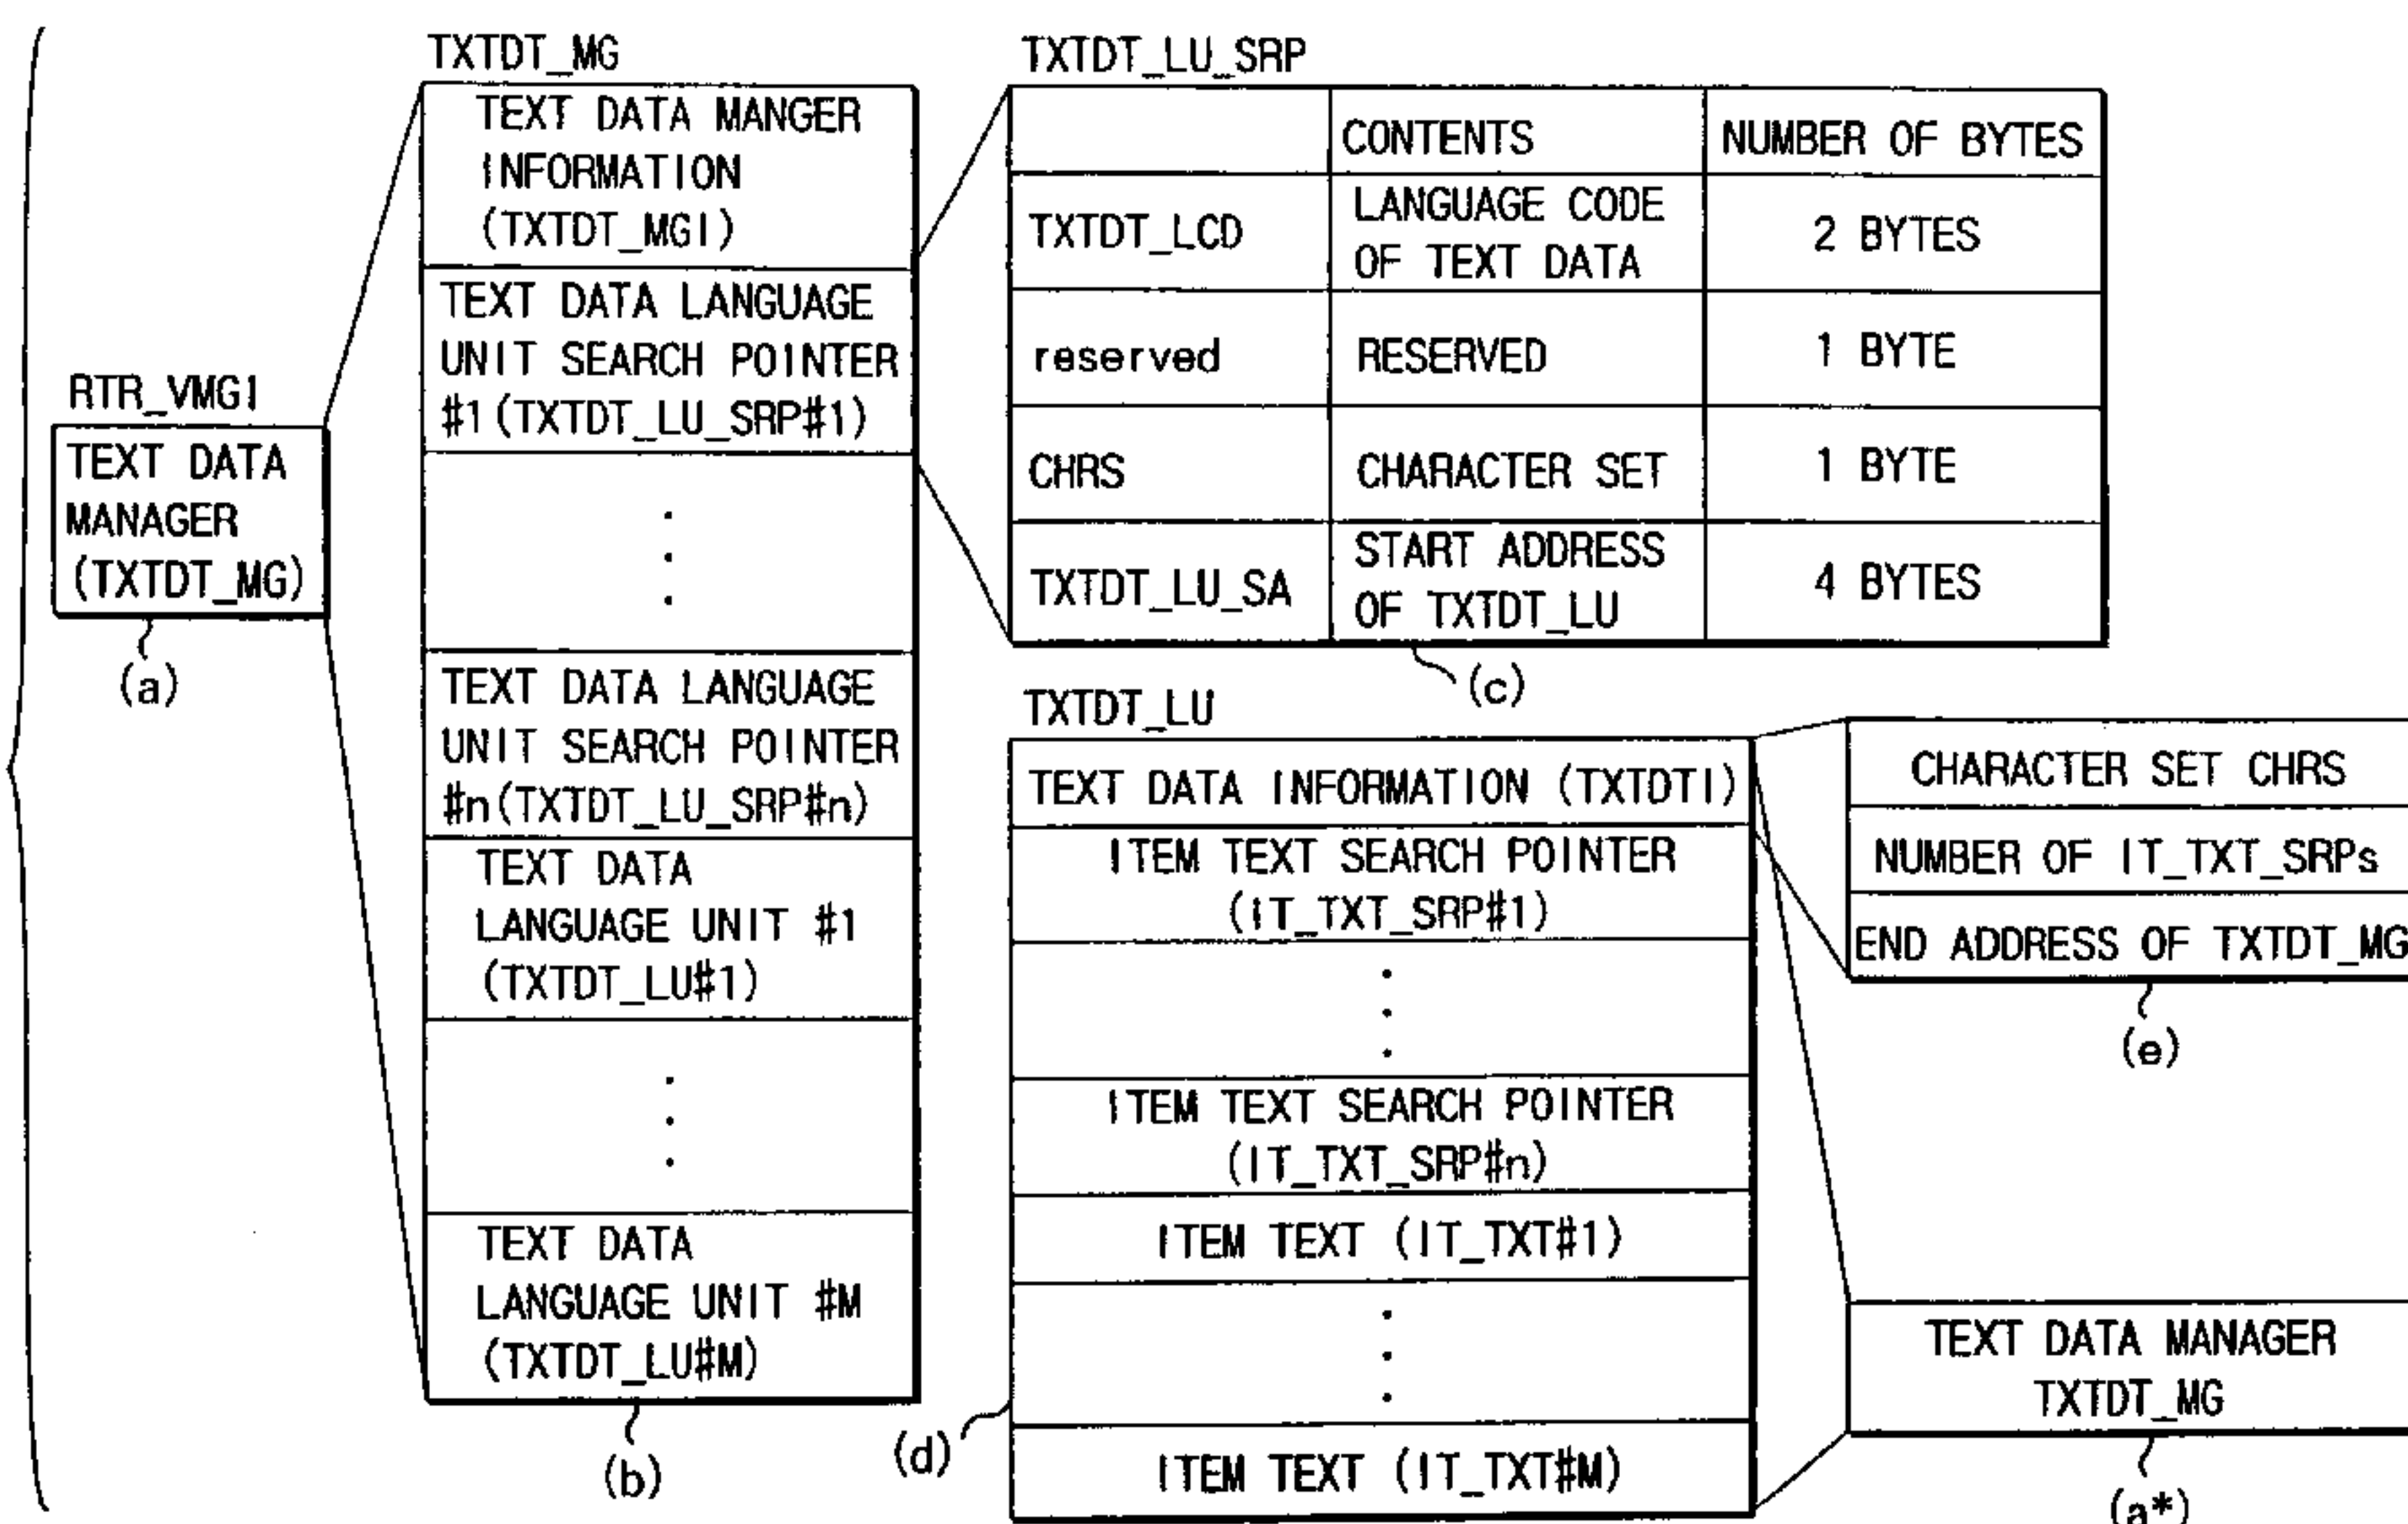 RTR_VMGI
TEXT DATA
MANAGER
(TXTDT_MG)
(a)
TXTDT_MG
TEXT DATA MANGER
INFORMATION
(TXTDT_MGI)
TEXT DATA LANGUAGE
UNIT SEARCH POINTER
#1(TXTDT_LU_SRP#1)
TEXT DATA LANGUAGE
UNIT SEARCH POINTER
#n(TXTDT_LU_SRP#n)
TEXT DATA
LANGUAGE UNIT #1
(TXTDT_LU#1)
TEXT DATA
LANGUAGE UNIT #M
(TXTDT_LU#M)
(b)
TXTDT_LU_SRP
CONTENTS NUMBER OF BYTES
TXTDT_LCD LANGUAGE CODE OF TEXT DATA 2 BYTES
reserved RESERVED 1 BYTE
CHRS CHARACTER SET 1 BYTE
TXTDT_LU_SA START ADDRESS OF TXTDT_LU 4 BYTES
(c)
TXTDT_LU
TEXT DATA INFORMATION (TXTDTI)
ITEM TEXT SEARCH POINTER
(IT_TXT_SRP#1)
ITEM TEXT SEARCH POINTER
(IT_TXT_SRP#n)
ITEM TEXT (IT_TXT#1)
ITEM TEXT (IT_TXT#M)
(d)
CHARACTER SET CHRS
NUMBER OF IT_TXT_SRPs
END ADDRESS OF TXTDT_MG
(e)
TEXT DATA MANAGER
TXTDT_MG
(a*)